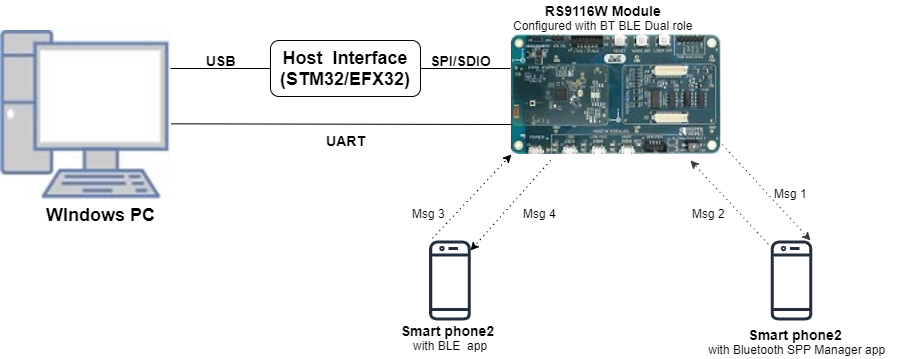 RS9116W Module
Configured with BT BLE Dual role
USB
Host Interface
(STM32/EFX32)
SPI/SDIO
UART
WIndows PC
Msg 3
Msg 4
Msg 2
Msg 1
Smart phone2
with BLE app
Smart phone2
with Bluetooth SPP Manager app